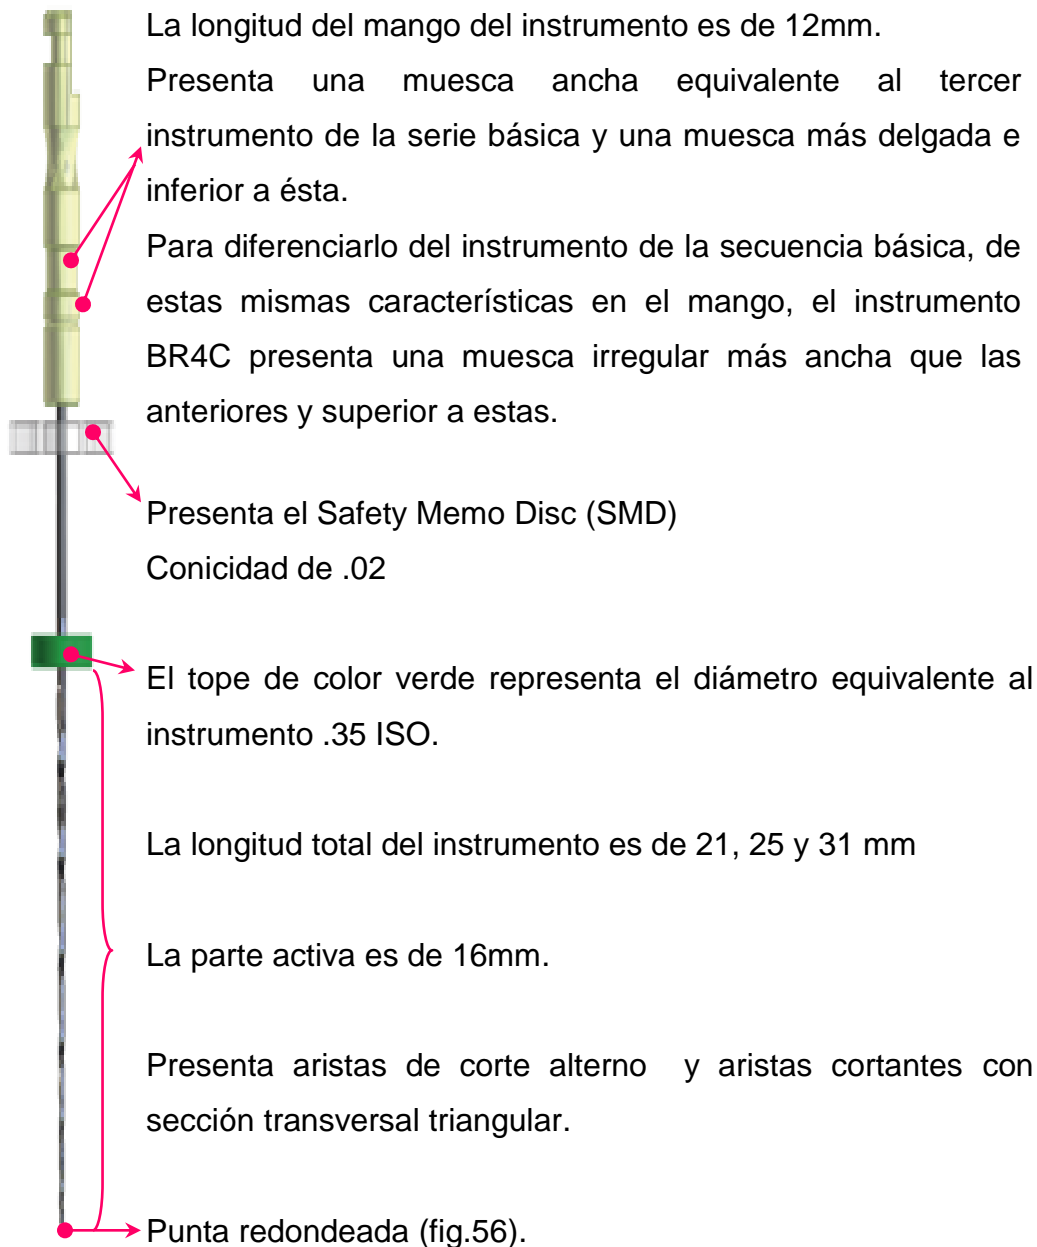 La longitud del mango del instrumento es de 12mm.
Presenta una muesca ancha equivalente al tercer
instrumento de la serie básica y una muesca más delgada e
inferior a ésta.
Para diferenciarlo del instrumento de la secuencia básica, de
estas mismas características en el mango, el instrumento
BR4C presenta una muesca irregular más ancha que las
anteriores y superior a estas.
Presenta el Safety Memo Disc (SMD)
Conicidad de .02
El tope de color verde representa el diámetro equivalente al
instrumento .35 ISO.
La longitud total del instrumento es de 21, 25 y 31 mm
La parte activa es de 16mm.
Presenta aristas de corte alterno y aristas cortantes con
sección transversal triangular.
Punta redondeada (fig.56).